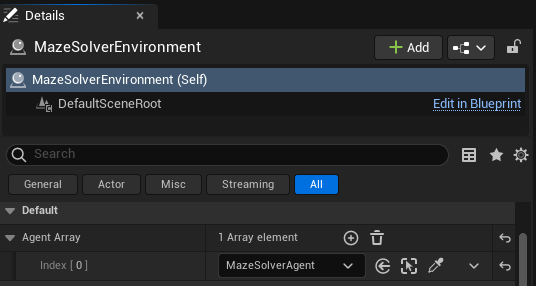 Details
MazeSolverEnvironment
Add
MazeSolverEnvironment (Self)
DefaultSceneRoot
Edit in Blueprint
Search
General
Actor
Misc
Streaming
All
Default
Agent Array
1 Array element
Index [ 0 ]
MazeSolverAgent